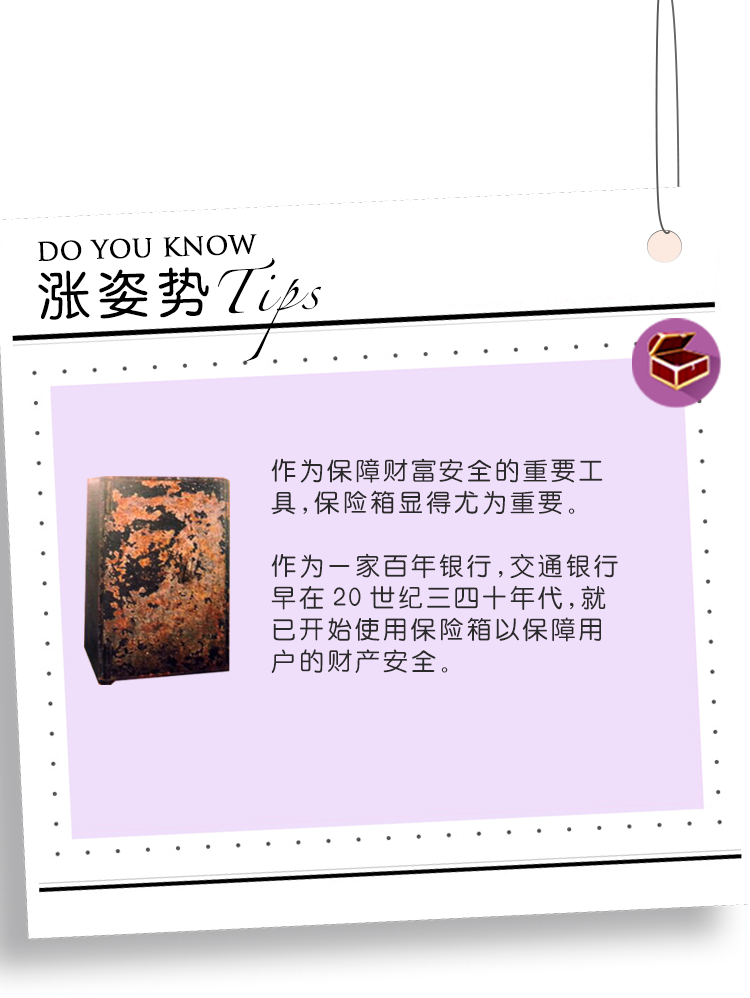 DO YOU KNOW
涨姿势Tips
作为保障财富安全的重要工
具,保险箱显得尤为重要。
作为一家百年银行,交通银行
早在 20 世纪三四十年代,就
已开始使用保险箱以保障用
户的财产安全。